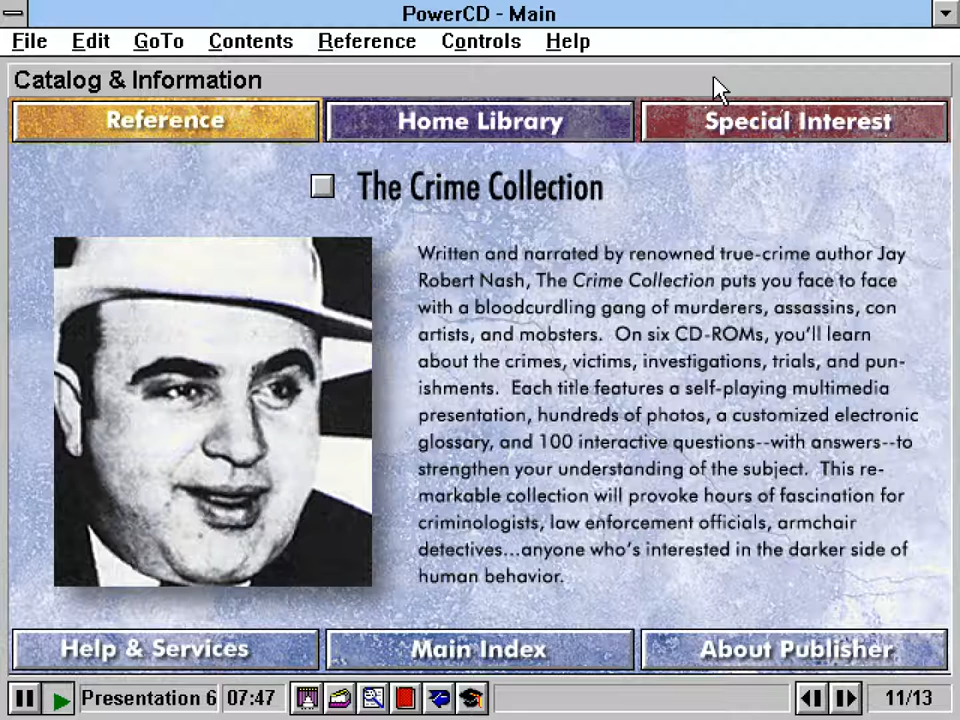 PowerCD - Main
File Edit GoTo Contents Reference Controls Help
Catalog & Information
Reference Home Library Special Interest
The Crime Collection
Written and narrated by renowned true-crime author Jay
Robert Nash, The Crime Collection puts you face to face
with a bloodcurdling gang of murderers, assassins, con
artists, and mobsters. On six CD-ROMs, you'll learn
about the crimes, victims, investigations, trials, and pun-
ishments. Each title features a self-playing multimedia
presentation, hundreds of photos, a customized electronic
glossary, and 100 interactive questions--with answers--to
strengthen your understanding of the subject. This re-
markable collection will provoke hours of fascination for
criminologists, law enforcement officials, armchair
detectives...anyone who's interested in the darker side of
human behavior.
Help & Services Main Index About Publisher
Presentation 6 07:47 11/13